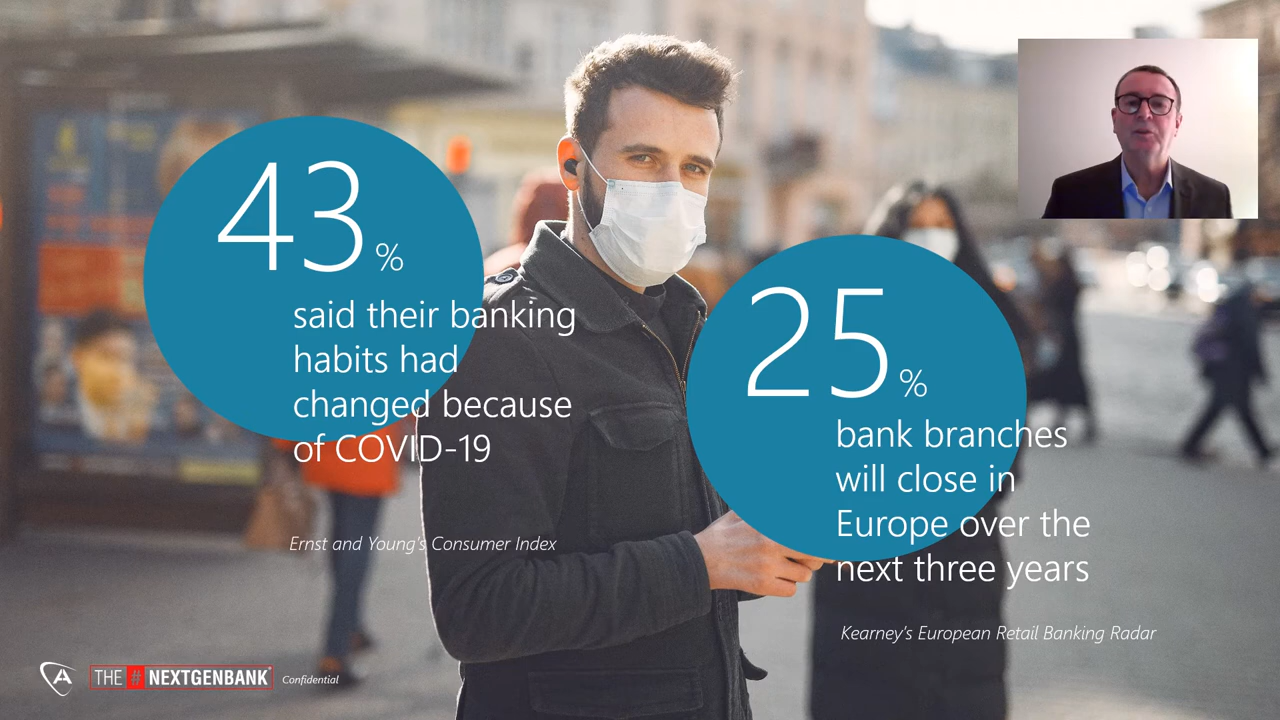 43 %
said their banking
habits had
changed because
of COVID-19
Ernst and Young's Consumer Index
25 %
bank branches
will close in
Europe over the
next three years
Kearney's European Retail Banking Radar
THE # NEXTGENBANK Confidential